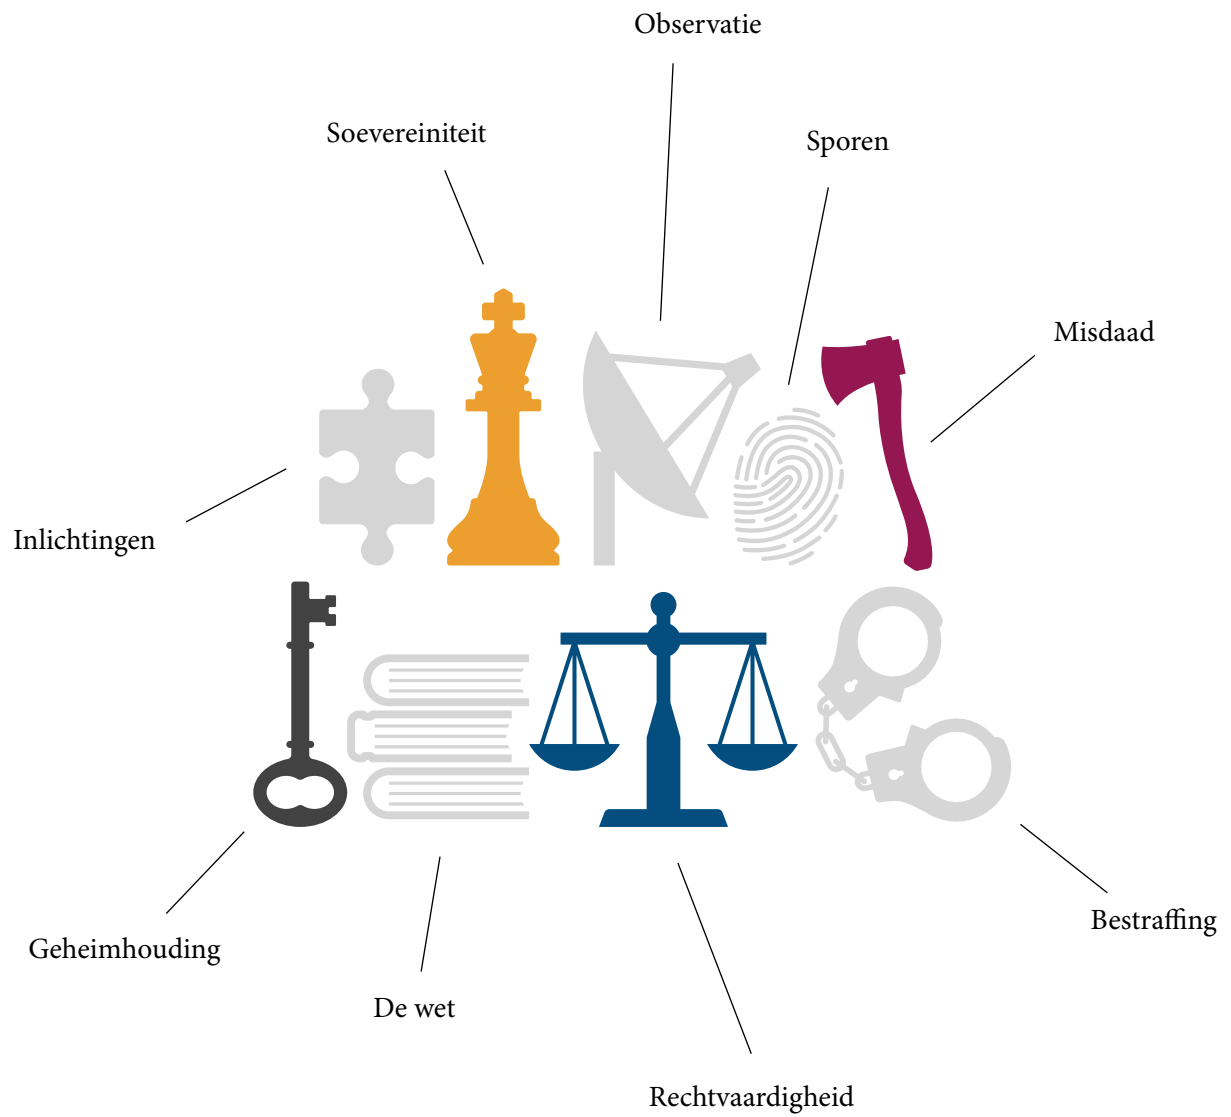 Observatie
Soevereiniteit
Sporen
Misdaad
Inlichtingen
Geheimhouding
Bestraffing
De wet
Rechtvaardigheid